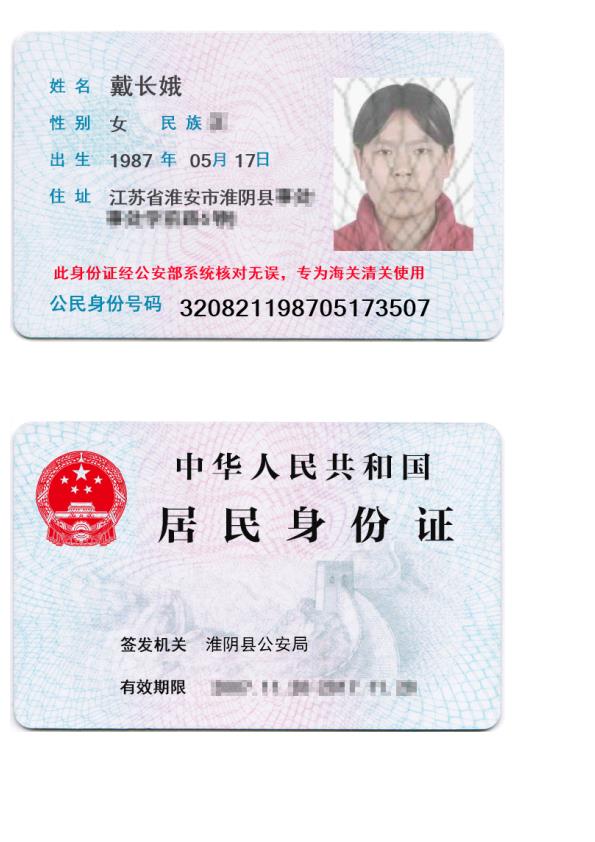 姓名 戴长娥
性别 女 民族
出生 1987 年 05月 17日
住址 江苏省淮安市淮阴县
此身份证经公安部系统核对无误，专为海关清关使用
公民身份号码 320821198705173507
中华人民共和国
居民身份证
签发机关 淮阴县公安局
有效期限